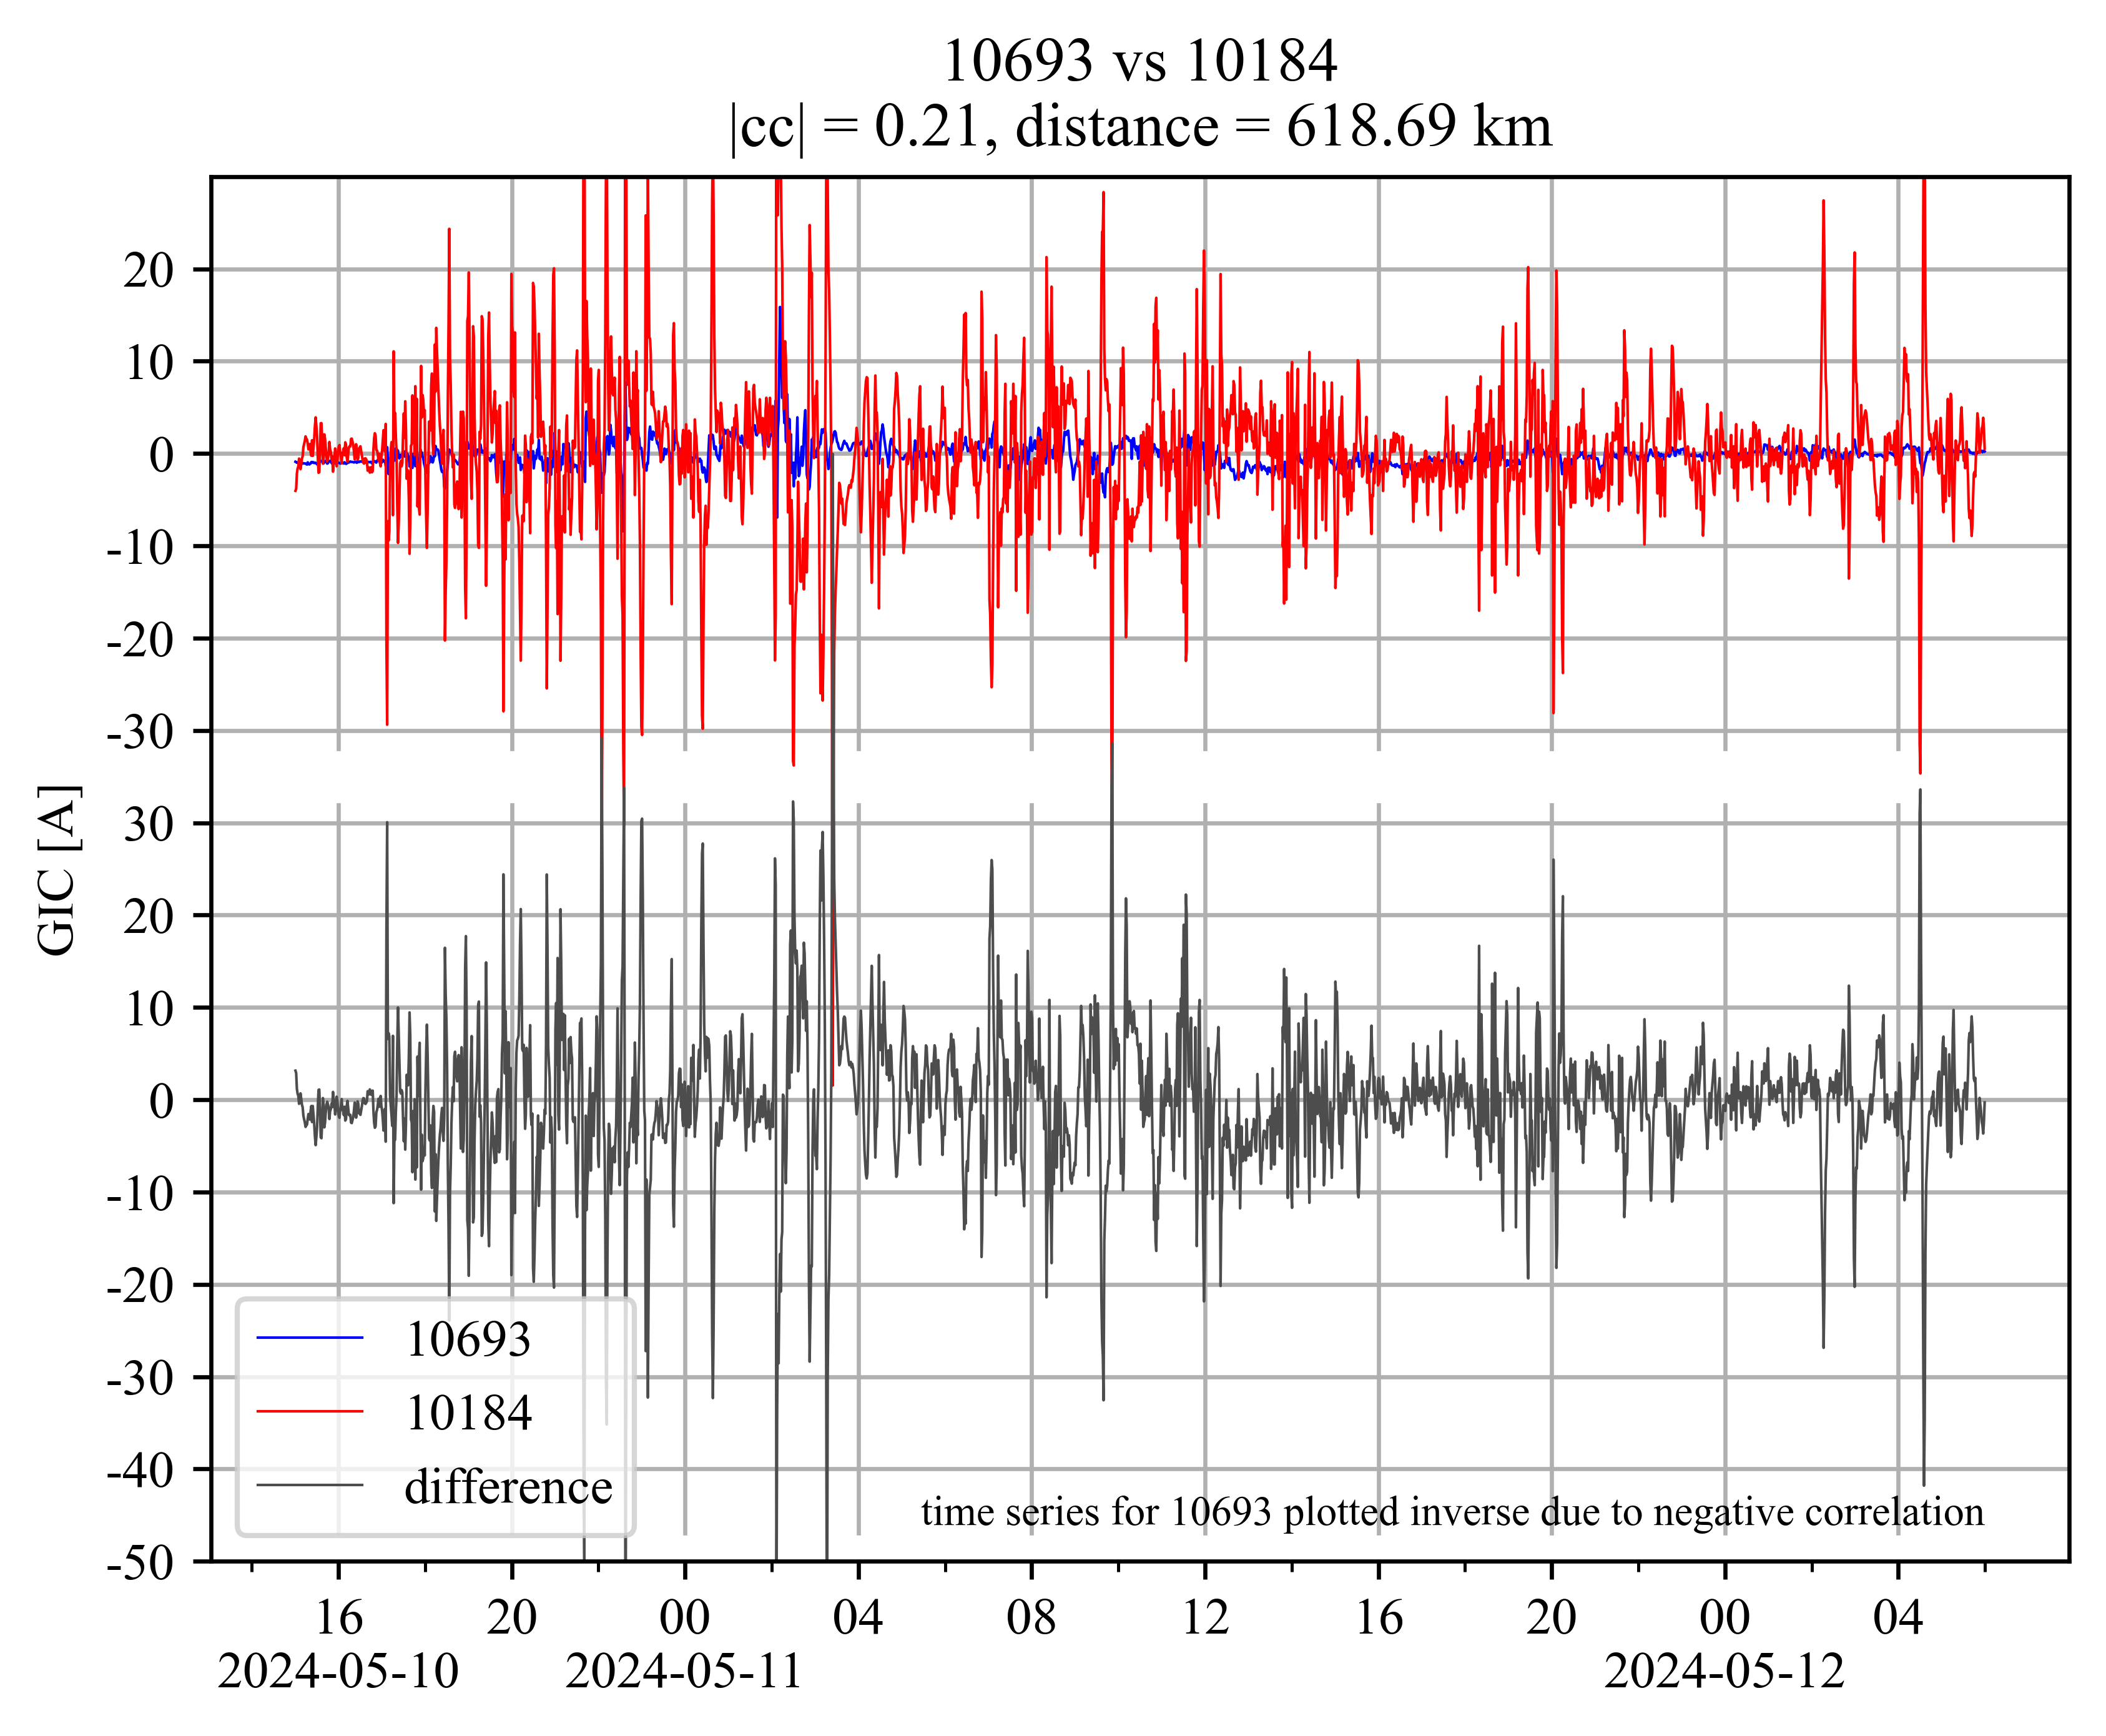 10693 vs 10184
|cc| = 0.21, distance = 618.69 km
GIC [A]
20
10
0
-10
-20
-30
30
20
10
0
-10
-20
-30
-40
-50
10693
10184
difference
time series for 10693 plotted inverse due to negative correlation
16 20 00 04 08 12 16 20 00 04
2024-05-10 2024-05-11 2024-05-12